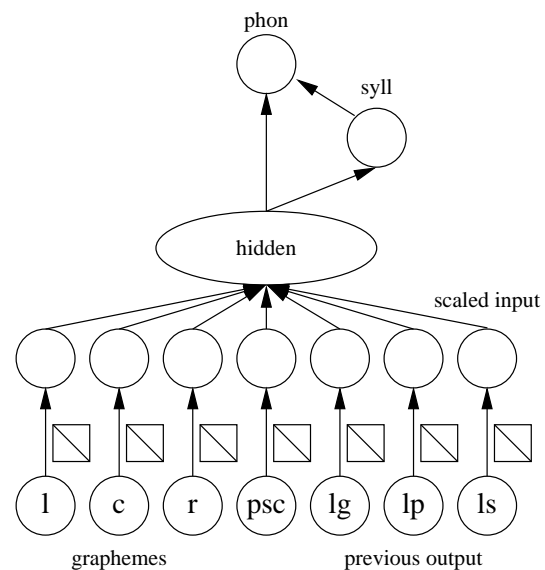 phon
syll
hidden
scaled input
l c r psc lg lp ls
graphemes previous output